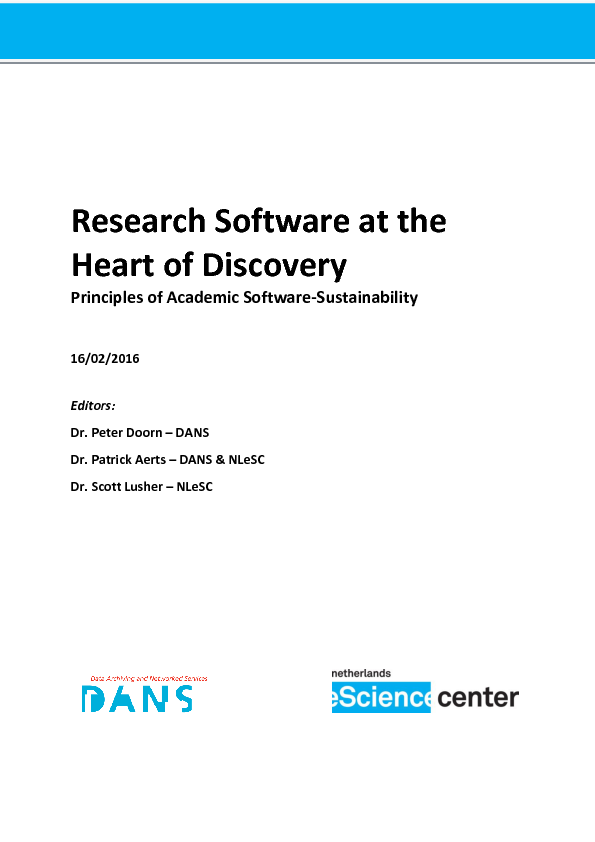 Research Software at the
Heart of Discovery
Principles of Academic Software-Sustainability
16/02/2016
Editors:
Dr. Peter Doorn – DANS
Dr. Patrick Aerts – DANS & NLeSC
Dr. Scott Lusher – NLeSC
Data Archiving and Networked Services
DANS
netherlands
eScience center